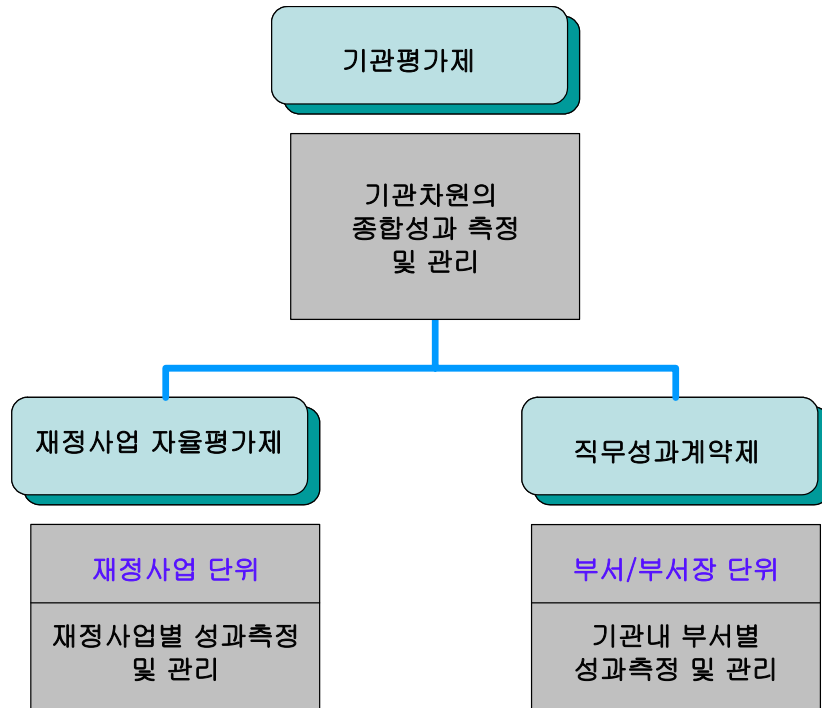 기관평가제
기관차원의
종합성과 측정
및 관리
재정사업 자율평가제
재정사업 단위
재정사업별 성과측정
및 관리
직무성과계약제
부서/부서장 단위
기관내 부서별
성과측정 및 관리